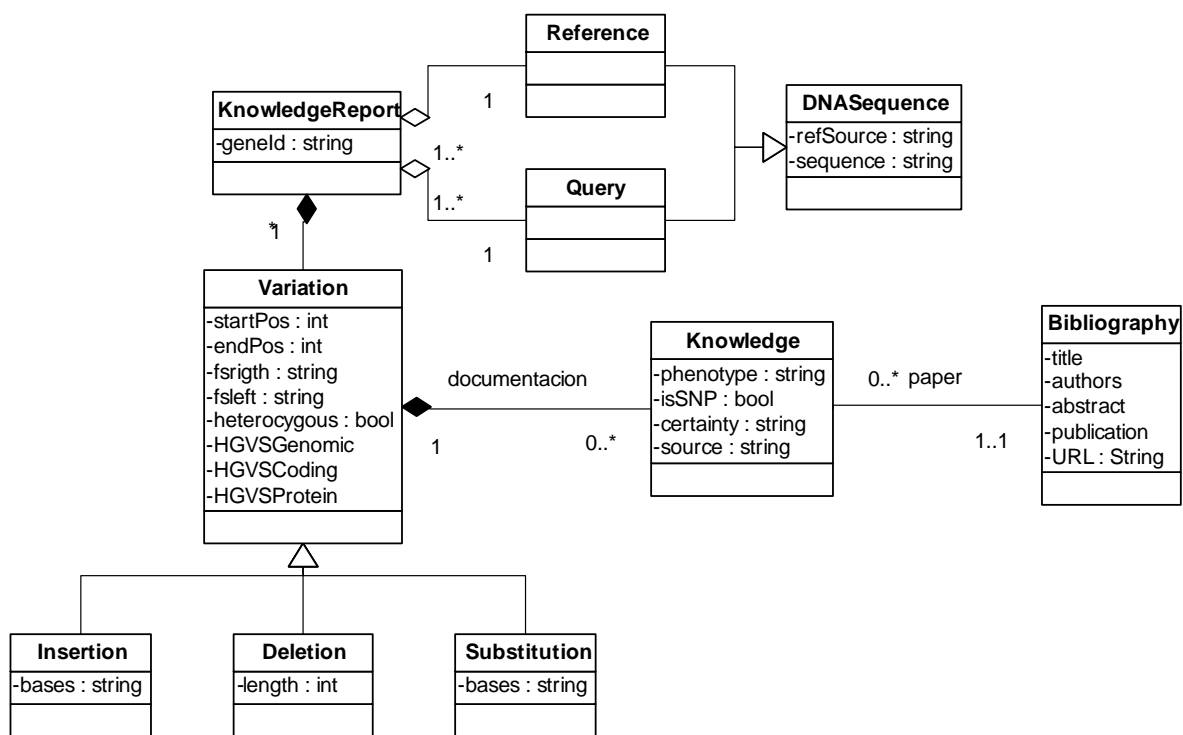 Reference
KnowledgeReport
-geneId : string
1
1..*
DNASequence
-refSource : string
-sequence : string
Query
1..*
1
*
1
Variation
-startPos : int
-endPos : int
-fsrigth : string
-fsleft : string
-heterocygous : bool
-HGVSGenomic
-HGVSCoding
-HGVSProtein
documentacion
1
0..*
Knowledge
-phenotype : string
-isSNP : bool
-certainty : string
-source : string
0..* paper
1..1
Bibliography
-title
-authors
-abstract
-publication
-URL : String
Insertion
-bases : string
Deletion
-length : int
Substitution
-bases : string